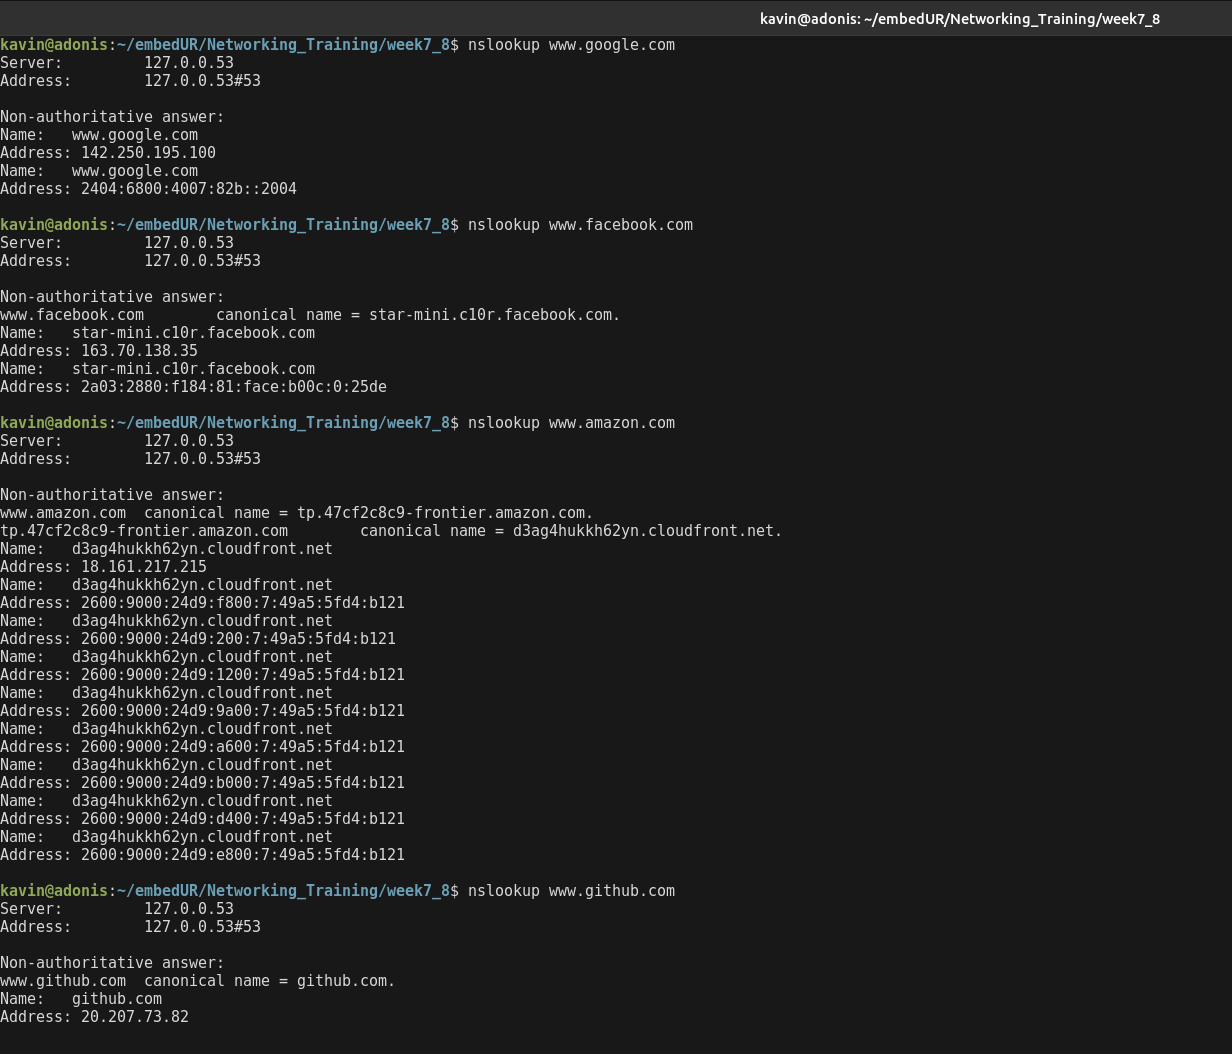 kavin@adonis: ~/embedUR/Networking_Training/week7_8
kavin@adonis:~/embedUR/Networking_Training/week7_8$ nslookup www.google.com
Server:         127.0.0.53
Address:        127.0.0.53#53
Non-authoritative answer:
Name:   www.google.com
Address: 142.250.195.100
Name:   www.google.com
Address: 2404:6800:4007:82b::2004
kavin@adonis:~/embedUR/Networking_Training/week7_8$ nslookup www.facebook.com
Server:         127.0.0.53
Address:        127.0.0.53#53
Non-authoritative answer:
www.facebook.com        canonical name = star-mini.c10r.facebook.com.
Name:   star-mini.c10r.facebook.com
Address: 163.70.138.35
Name:   star-mini.c10r.facebook.com
Address: 2a03:2880:f184:81:face:b00c:0:25de
kavin@adonis:~/embedUR/Networking_Training/week7_8$ nslookup www.amazon.com
Server:         127.0.0.53
Address:        127.0.0.53#53
Non-authoritative answer:
www.amazon.com  canonical name = tp.47cf2c8c9-frontier.amazon.com.
tp.47cf2c8c9-frontier.amazon.com        canonical name = d3ag4hukkh62yn.cloudfront.net.
Name:   d3ag4hukkh62yn.cloudfront.net
Address: 18.161.217.215
Name:   d3ag4hukkh62yn.cloudfront.net
Address: 2600:9000:24d9:f800:7:49a5:5fd4:b121
Name:   d3ag4hukkh62yn.cloudfront.net
Address: 2600:9000:24d9:200:7:49a5:5fd4:b121
Name:   d3ag4hukkh62yn.cloudfront.net
Address: 2600:9000:24d9:1200:7:49a5:5fd4:b121
Name:   d3ag4hukkh62yn.cloudfront.net
Address: 2600:9000:24d9:9a00:7:49a5:5fd4:b121
Name:   d3ag4hukkh62yn.cloudfront.net
Address: 2600:9000:24d9:a600:7:49a5:5fd4:b121
Name:   d3ag4hukkh62yn.cloudfront.net
Address: 2600:9000:24d9:b000:7:49a5:5fd4:b121
Name:   d3ag4hukkh62yn.cloudfront.net
Address: 2600:9000:24d9:d400:7:49a5:5fd4:b121
Name:   d3ag4hukkh62yn.cloudfront.net
Address: 2600:9000:24d9:e800:7:49a5:5fd4:b121
kavin@adonis:~/embedUR/Networking_Training/week7_8$ nslookup www.github.com
Server:         127.0.0.53
Address:        127.0.0.53#53
Non-authoritative answer:
www.github.com  canonical name = github.com.
Name:   github.com
Address: 20.207.73.82